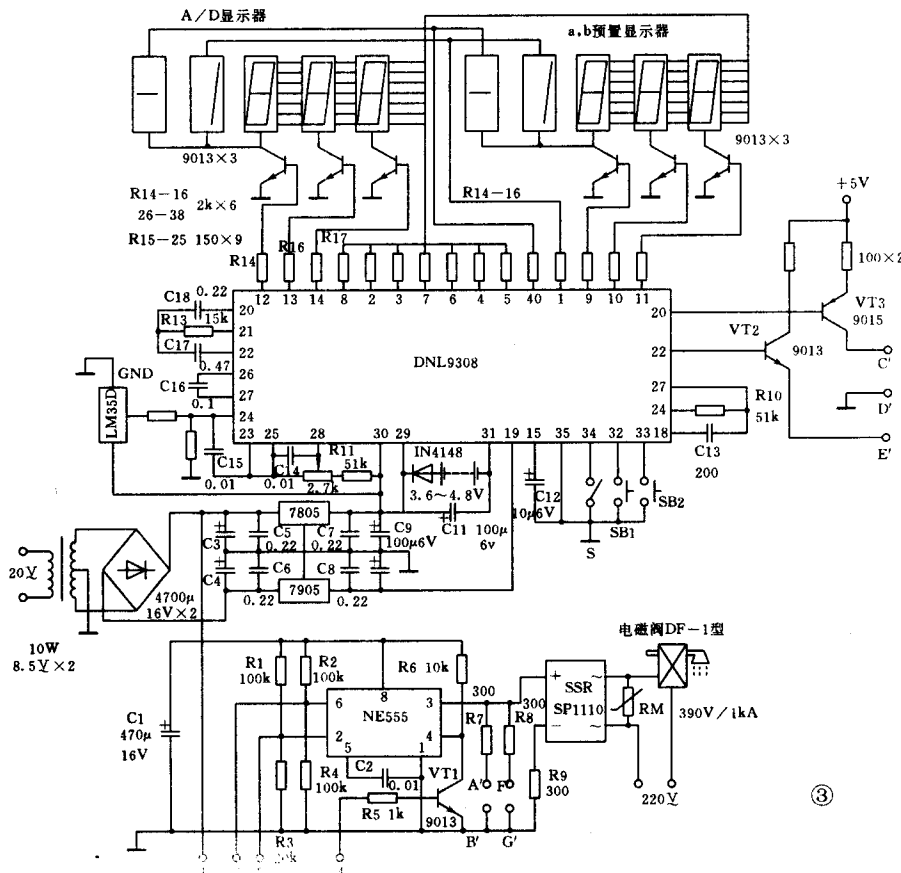 A/D显示器
a,b预置显示器
9013×3
9013×3
R14-16
26-38
2k×6
R15-25 150×9
R14-16
+5V
R14
R16
R17
100×2
12
13
14
8
2
3
7
6
4
5
40
1
9
10
11
C18
0.22
R13
15k
C17
0.47
C16
0.1
20
21
22
26
27
24
DNL9308
20
22
27
24
18
VT3
9015
VT2
9013
C'
D'
E'
R10
51k
C13
200
GND
LM35D
23
25
28
30
29
31
19
15
35
34
32
33
C15
0.01
C14
0.01
R11
51k
2.7k
IN4148
3.6~4.8V
C11
100μ
6v
C12
10μ6V
S
SB1
SB2
7805
7905
C3
C4
C5
0.22
C6
0.22
C7
0.22
C8
0.22
C9
100μ6V
20V
10W
8.5V×2
4700μ
16V×2
电磁阀DF-1型
R1
100k
R2
100k
R6 10k
8
NE555
6
2
5
1
3
4
300
R7
300
R8
+
−
~
~
SSR
SP1110
RM
390V/1kA
220V
C1
470μ
16V
R4
100k
C2
0.01
VT1
9013
R5 1k
R3
A'
F'
B'
G'
R9
300
③